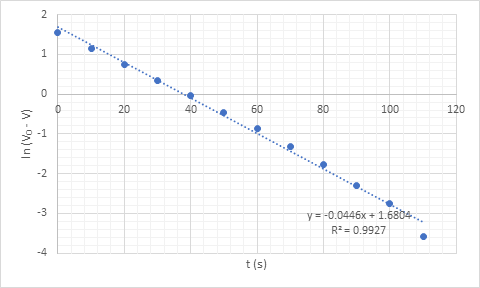 2
1
0
-1
-2
-3
-4
0 20 40 60 80 100 120
ln (V₀ - V)
t (s)
y = -0.0446x + 1.6804
R² = 0.9927